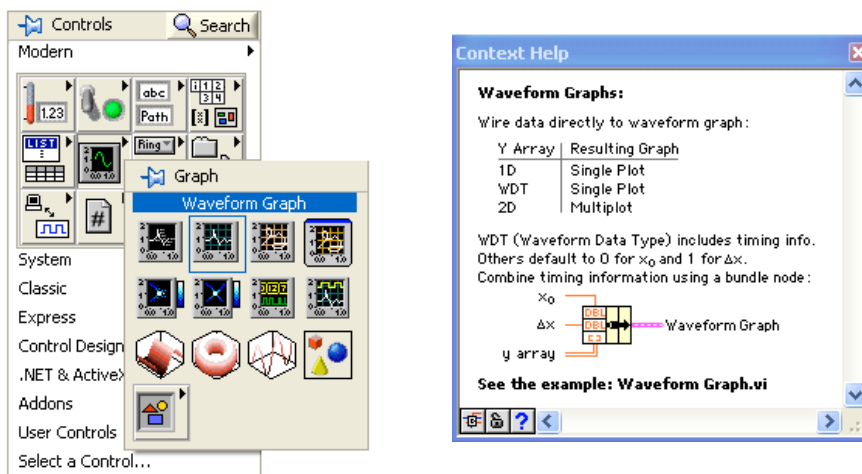 Controls
Search
Modern
1.23
abc
Path
LIST
Ring
Graph
Waveform Graph
System
Classic
Express
Control Design
.NET & ActiveX
Addons
User Controls
Select a Control...
Context Help
Waveform Graphs:
Wire data directly to waveform graph:
Y Array Resulting Graph
1D Single Plot
WDT Single Plot
2D Multiplot
WDT (Waveform Data Type) includes timing info.
Others default to 0 for x₀ and 1 for Δx.
Combine timing information using a bundle node:
x₀
DBL
Δx DBL Waveform Graph
y array
See the example: Waveform Graph.vi